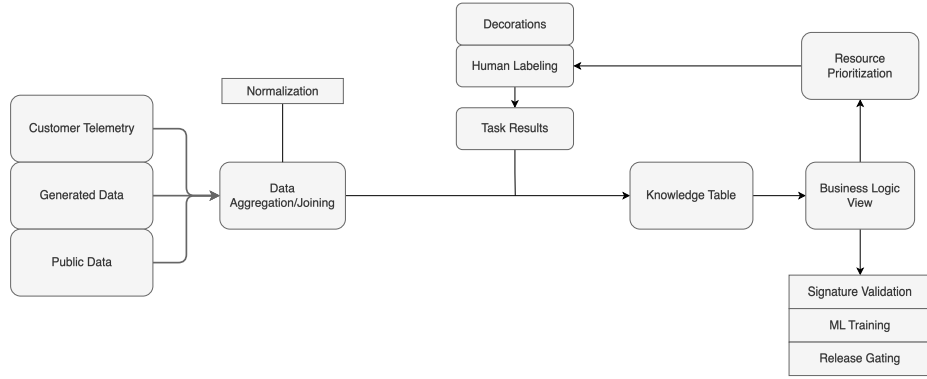 Decorations
Human Labeling
Resource
Prioritization
Normalization
Customer Telemetry
Task Results
Generated Data
Data
Aggregation/Joining
Knowledge Table
Business Logic
View
Public Data
Signature Validation
ML Training
Release Gating